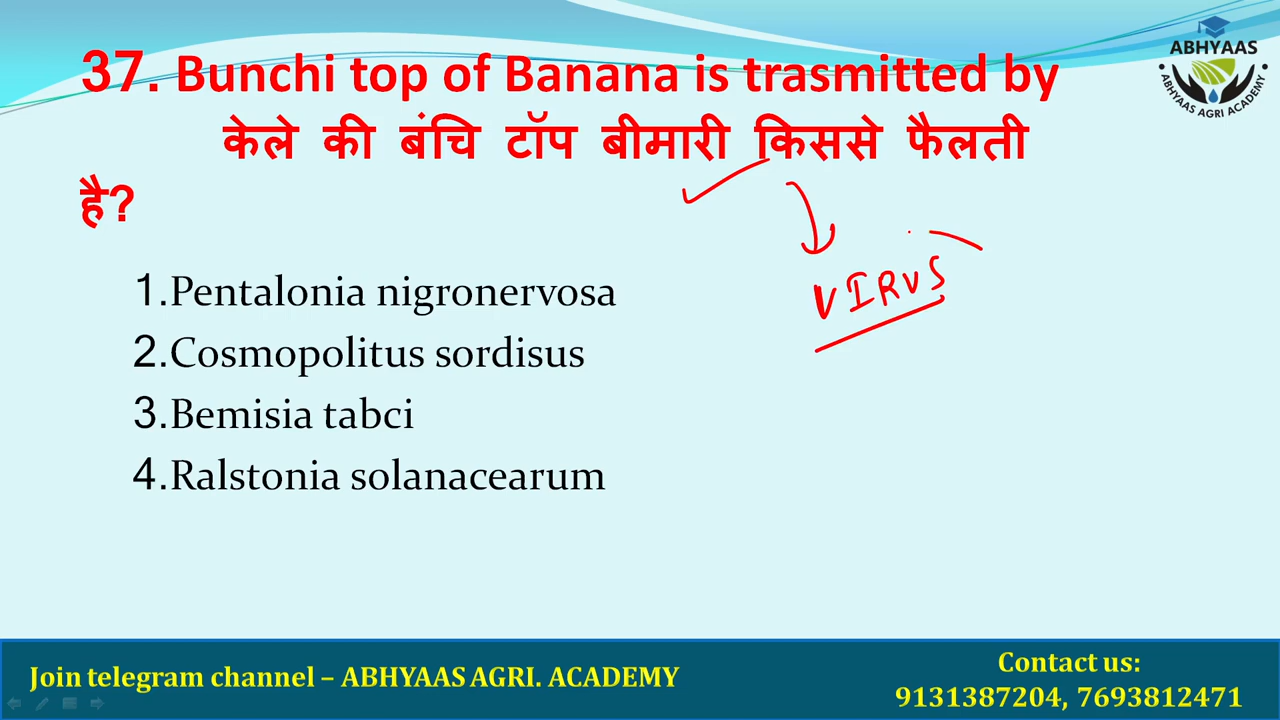 ABHYAAS
ABHYAAS AGRI ACADEMY
37. Bunchi top of Banana is trasmitted by
केले की बंचि टॉप बीमारी किससे फैलती
है?
VIRUS
1.Pentalonia nigronervosa
2.Cosmopolitus sordisus
3.Bemisia tabci
4.Ralstonia solanacearum
Join telegram channel – ABHYAAS AGRI. ACADEMY
Contact us:
9131387204, 7693812471